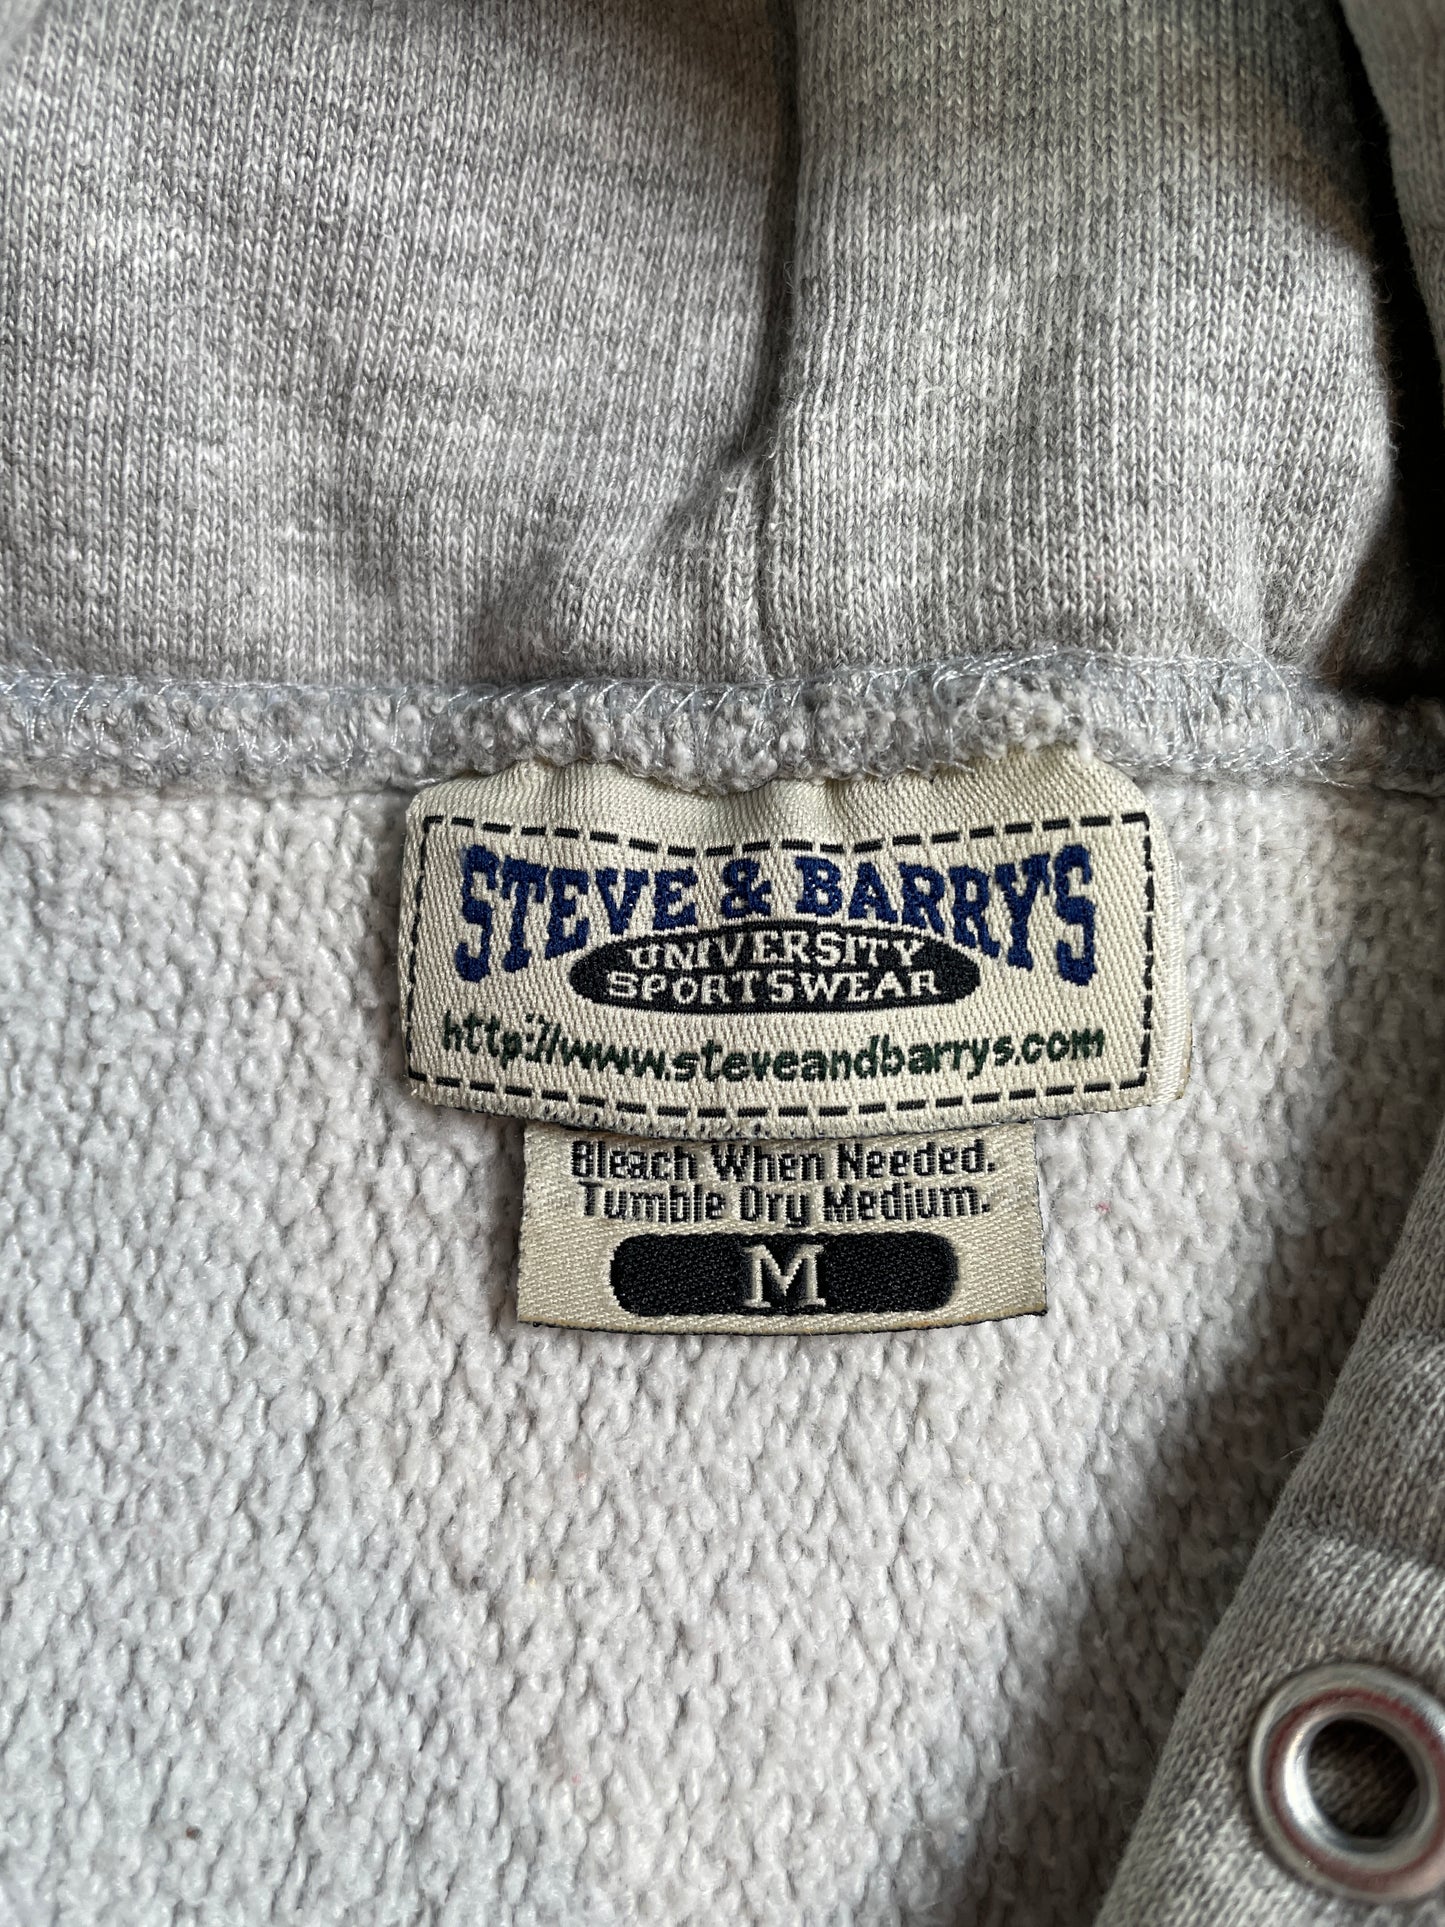 STEVE & BARRY'S
UNIVERSITY
SPORTSWEAR
http://www.steveandbarrys.com
Bleach When Needed.
Tumble Dry Medium.
M